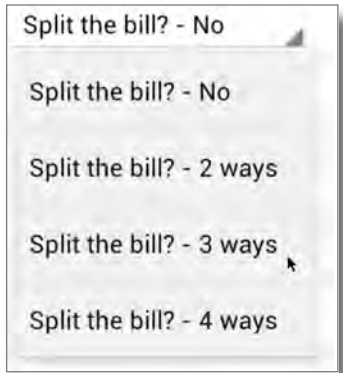 Split the bill? - No
Split the bill? - No
Split the bill? - 2 ways
Split the bill? - 3 ways
Split the bill? - 4 ways